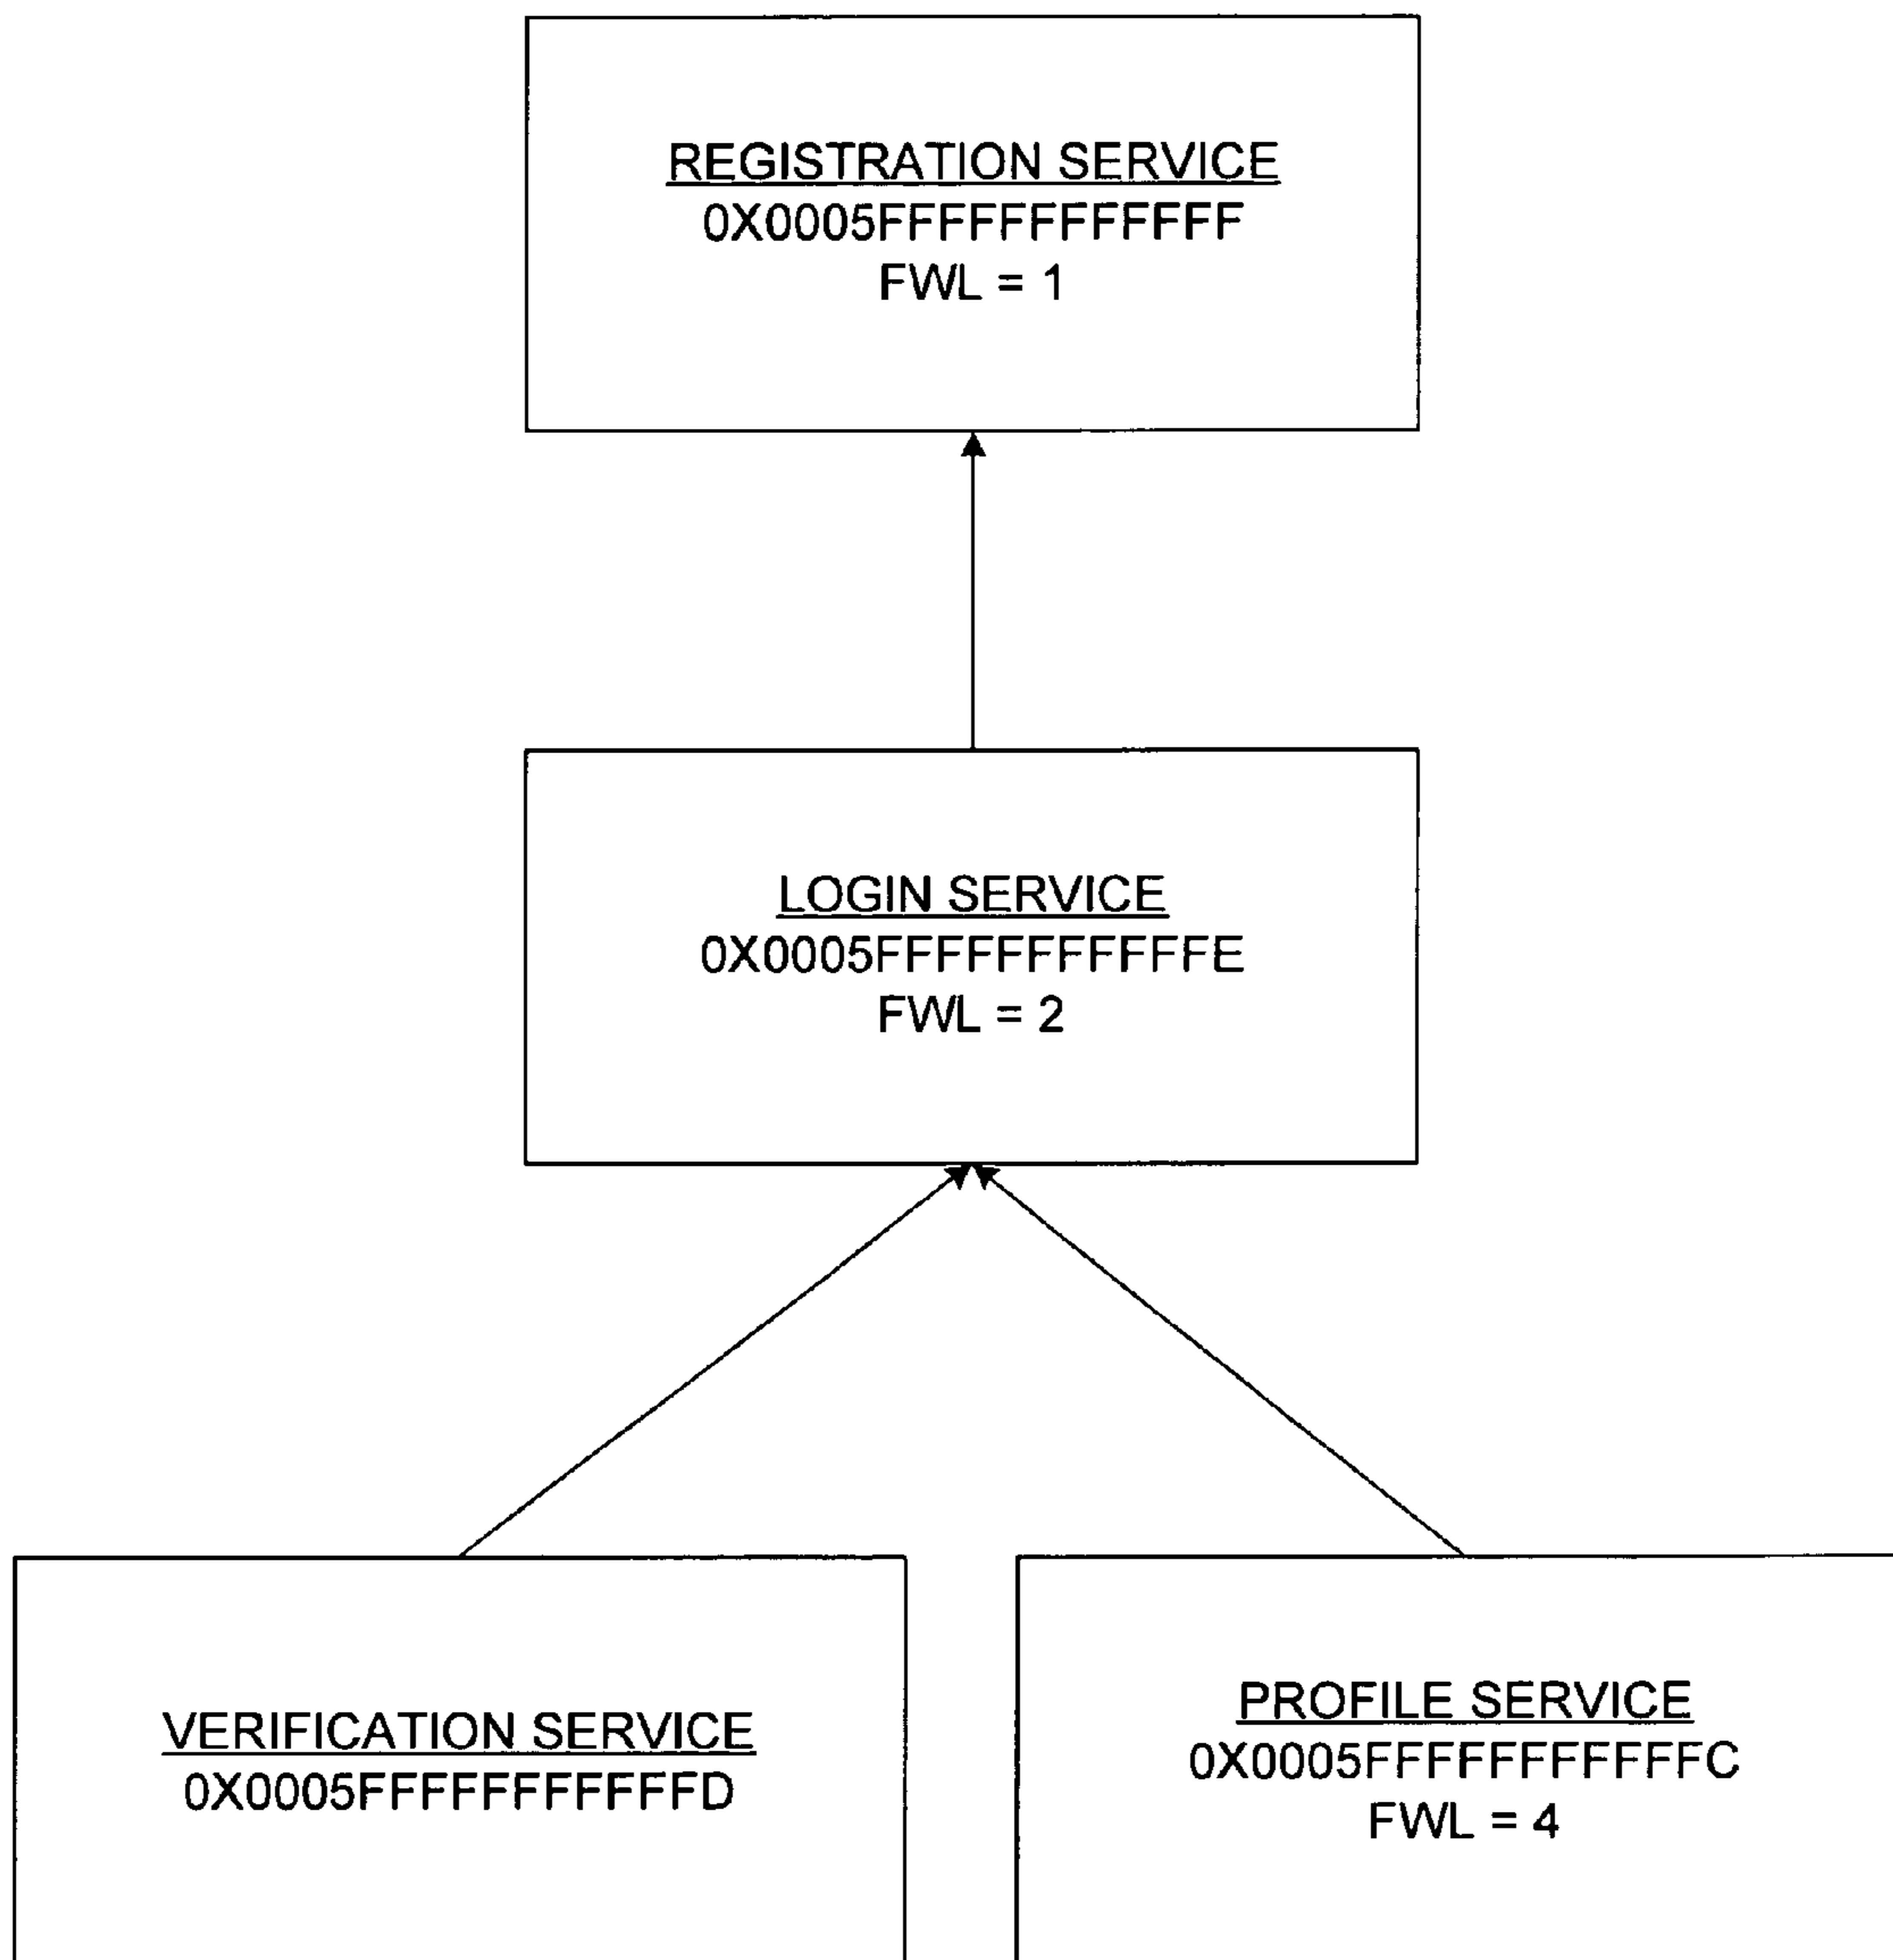 REGISTRATION SERVICE
0X0005FFFFFFFFFFFF
FWL = 1
LOGIN SERVICE
0X0005FFFFFFFFFFFE
FWL = 2
VERIFICATION SERVICE
0X0005FFFFFFFFFFFD
PROFILE SERVICE
0X0005FFFFFFFFFFFC
FWL = 4